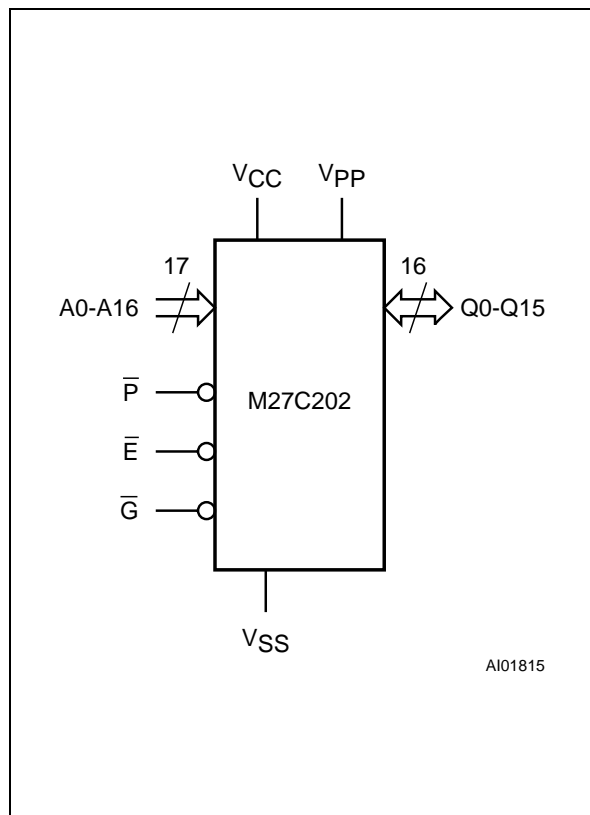 VCC VPP
17 16
A0-A16 Q0-Q15
P̅
M27C202
E̅
G̅
VSS
AI01815